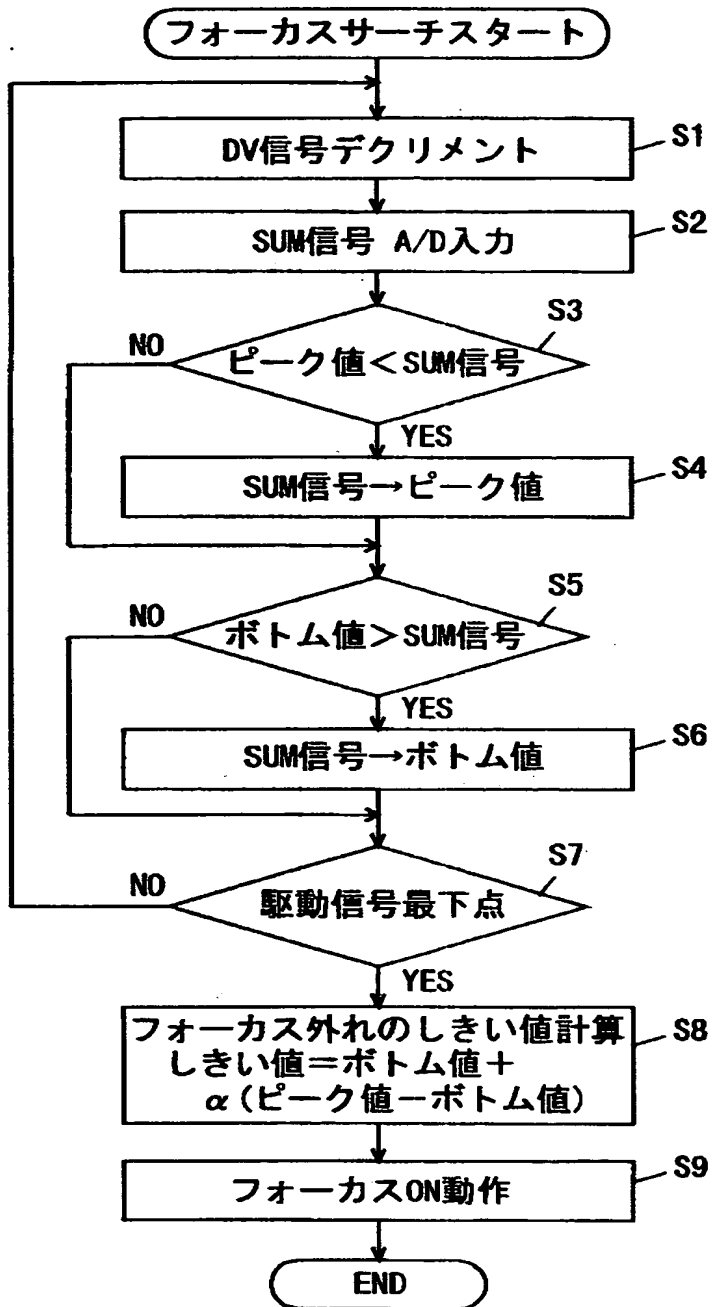 フォーカスサーチスタート
DV信号デクリメント
S1
SUM信号 A/D入力
S2
S3
NO
ピーク値<SUM信号
YES
SUM信号→ピーク値
S4
S5
NO
ボトム値>SUM信号
YES
SUM信号→ボトム値
S6
S7
NO
駆動信号最下点
YES
フォーカス外れのしきい値計算
しきい値=ボトム値+
α(ピーク値-ボトム値)
S8
フォーカスON動作
S9
END